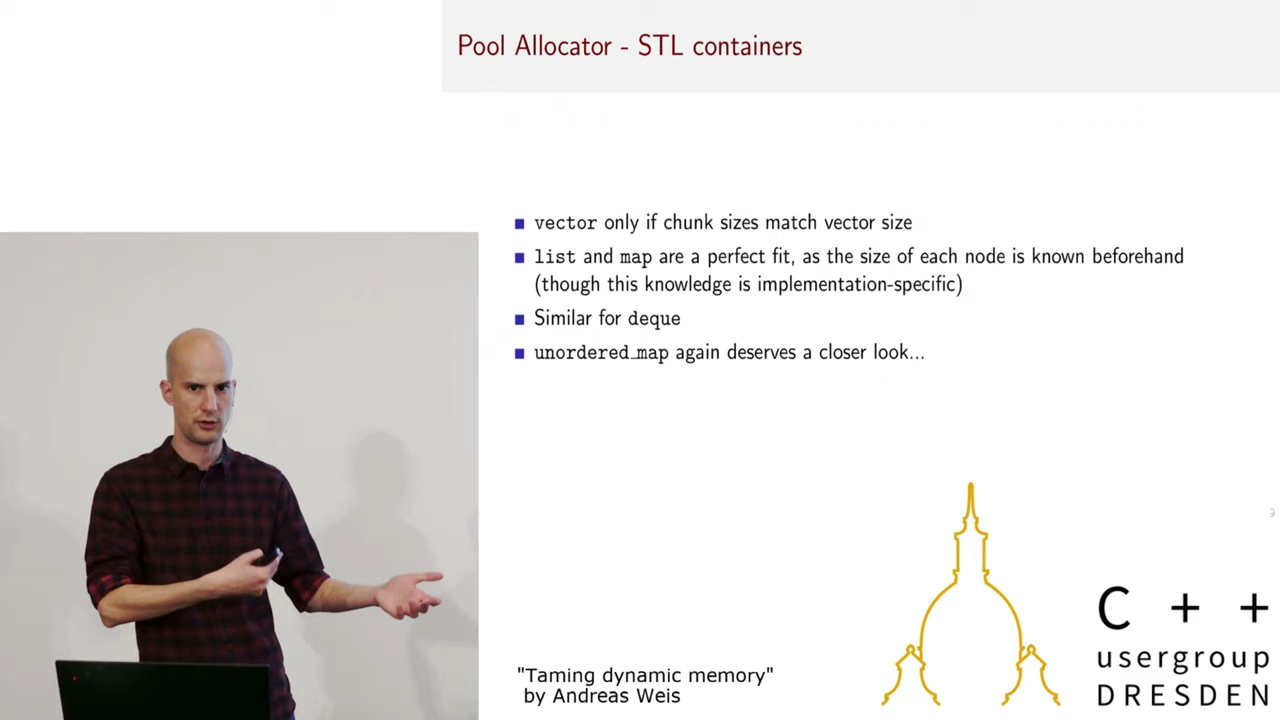 Pool Allocator - STL containers
vector only if chunk sizes match vector size
list and map are a perfect fit, as the size of each node is known beforehand
(though this knowledge is implementation-specific)
Similar for deque
unordered_map again deserves a closer look...
9
C + +
usergroup
DRESDEN
"Taming dynamic memory"
by Andreas Weis